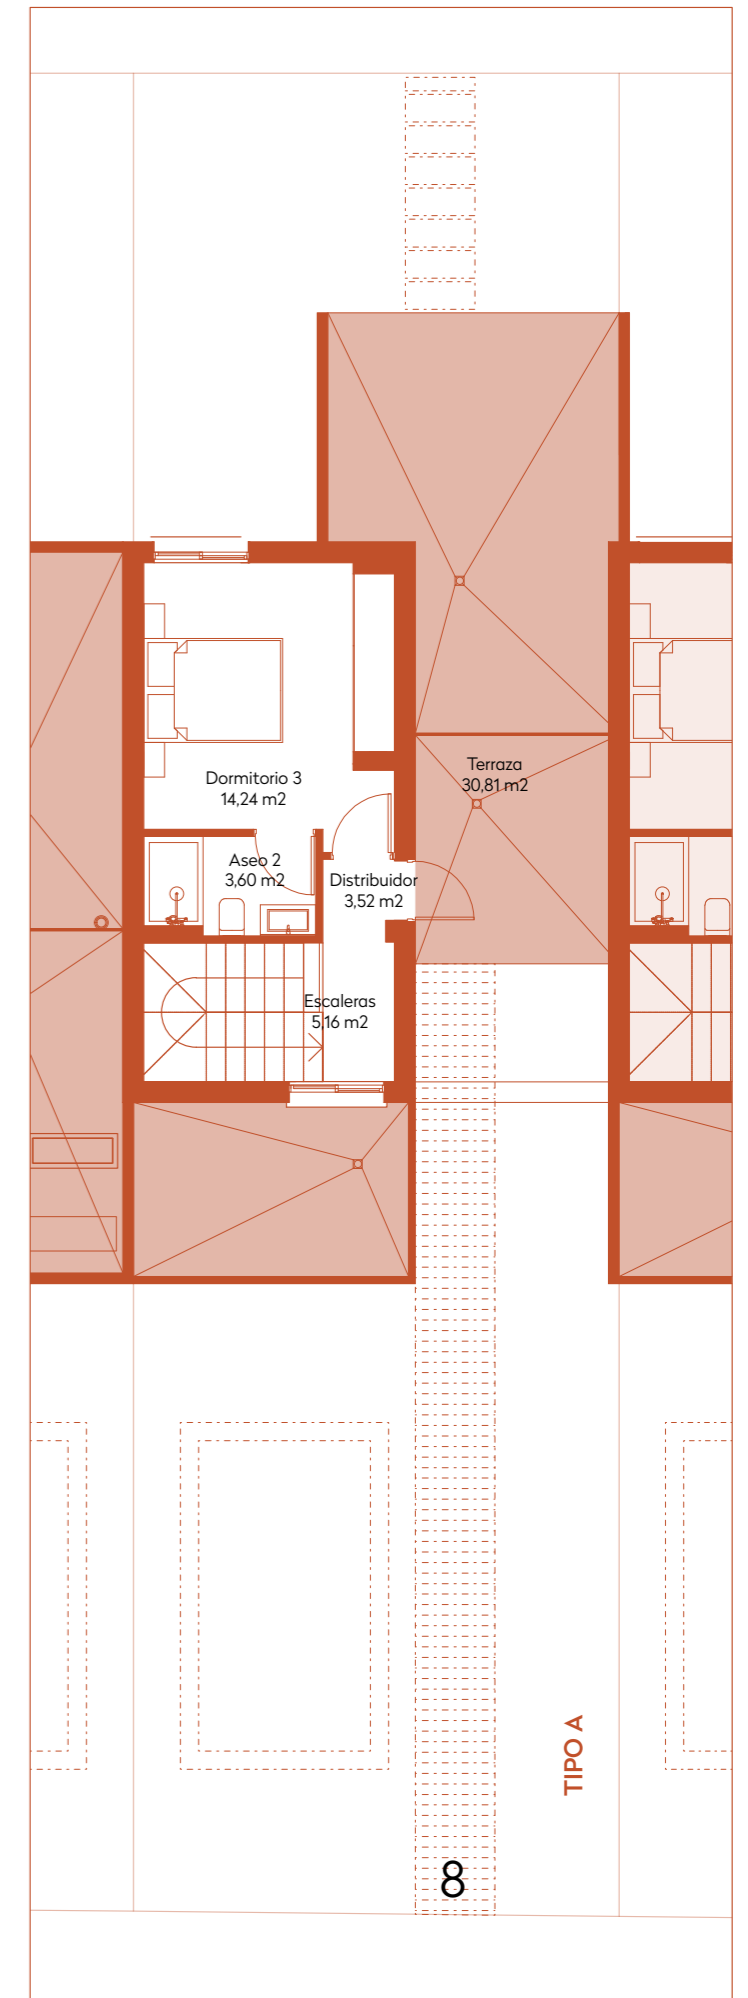 Terraza
30,81 m2
Dormitorio 3
14,24 m2
Aseo 2
3,60 m2
Distribuidor
3,52 m2
Escaleras
5,16 m2
TIPO A
8